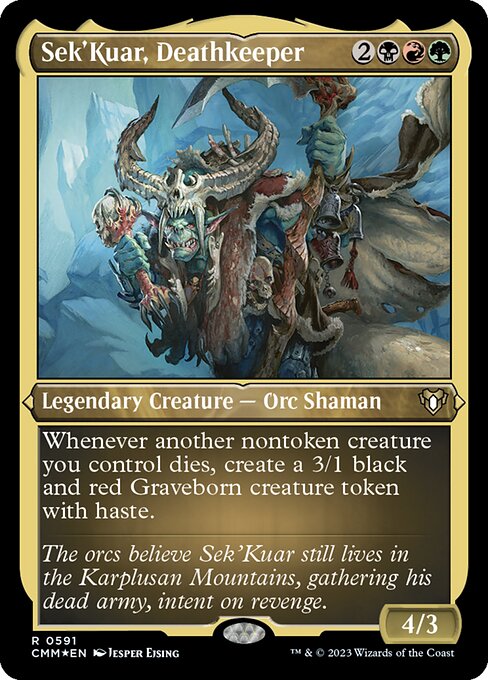 Sek'Kuar, Deathkeeper 2
Legendary Creature — Orc Shaman
Whenever another nontoken creature
you control dies, create a 3/1 black
and red Graveborn creature token
with haste.
The orcs believe Sek'Kuar still lives in
the Karplusan Mountains, gathering his
dead army, intent on revenge.
4/3
R 0591
CMM★EN Jesper Eising
™ & © 2023 Wizards of the Coast